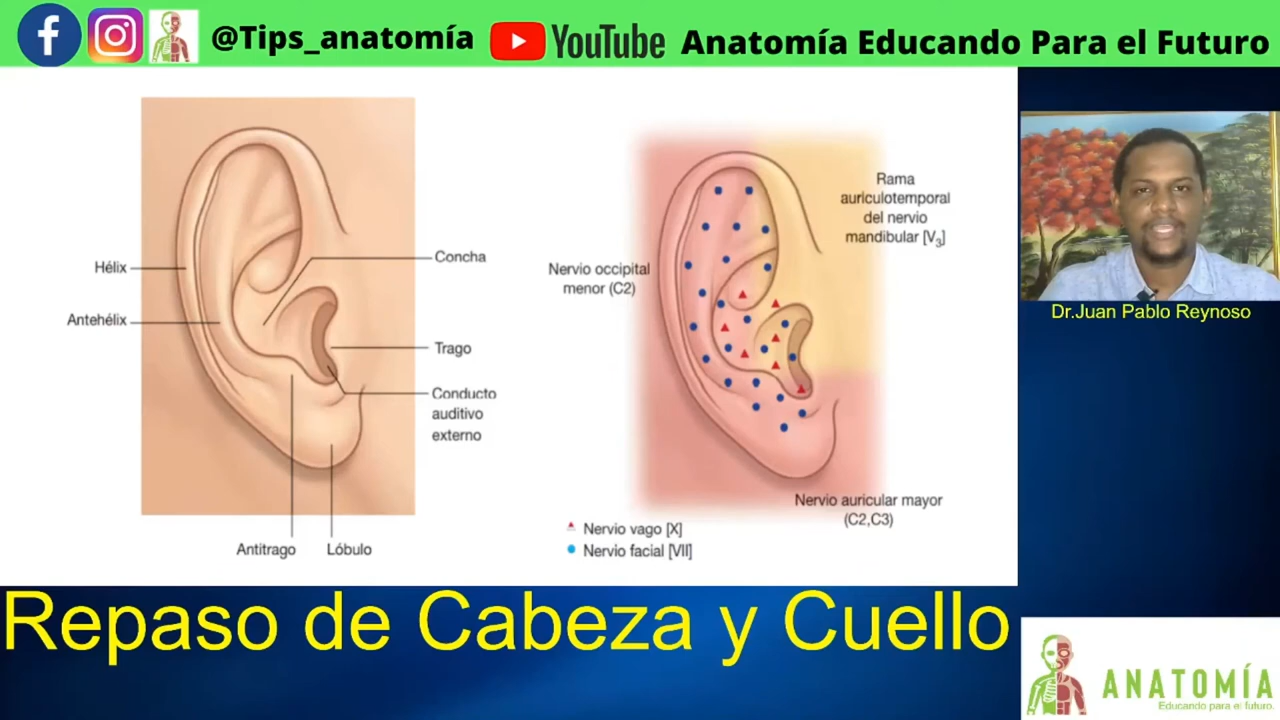 @Tips_anatomía YouTube Anatomía Educando Para el Futuro
Hélix
Antehélix
Concha
Trago
Conducto
auditivo
externo
Antitrago
Lóbulo
Rama
auriculotemporal
del nervio
mandibular [V₃]
Nervio occipital
menor (C2)
Nervio auricular mayor
(C2,C3)
Nervio vago [X]
Nervio facial [VII]
Dr.Juan Pablo Reynoso
Repaso de Cabeza y Cuello
ANATOMÍA
Educando para el futuro.